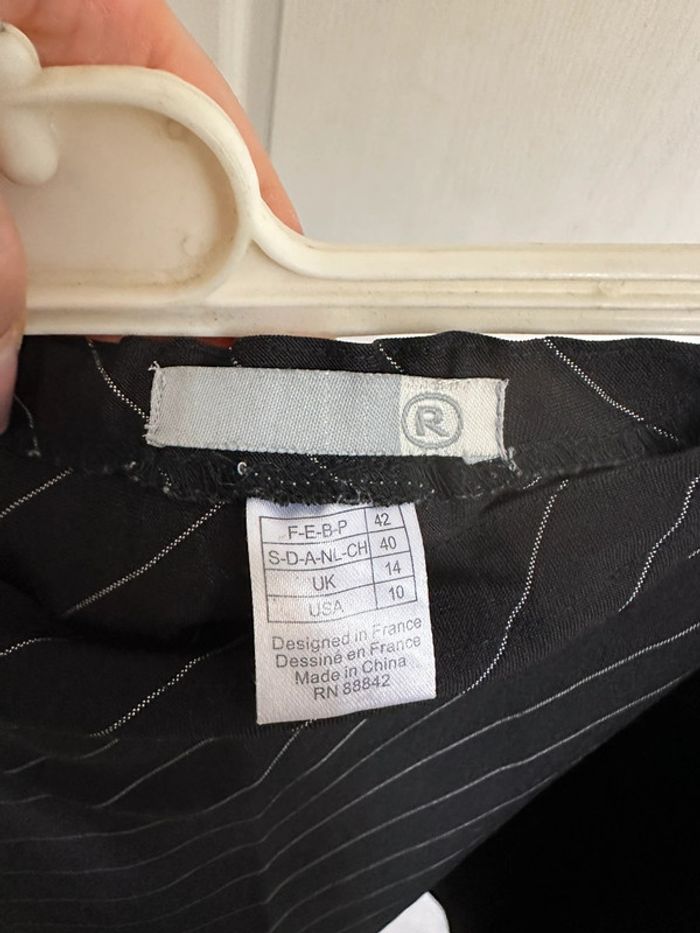 R
F-E-B-P 42
S-D-A-NL-CH 40
UK 14
USA 10
Designed in France
Dessiné en France
Made in China
RN 88842